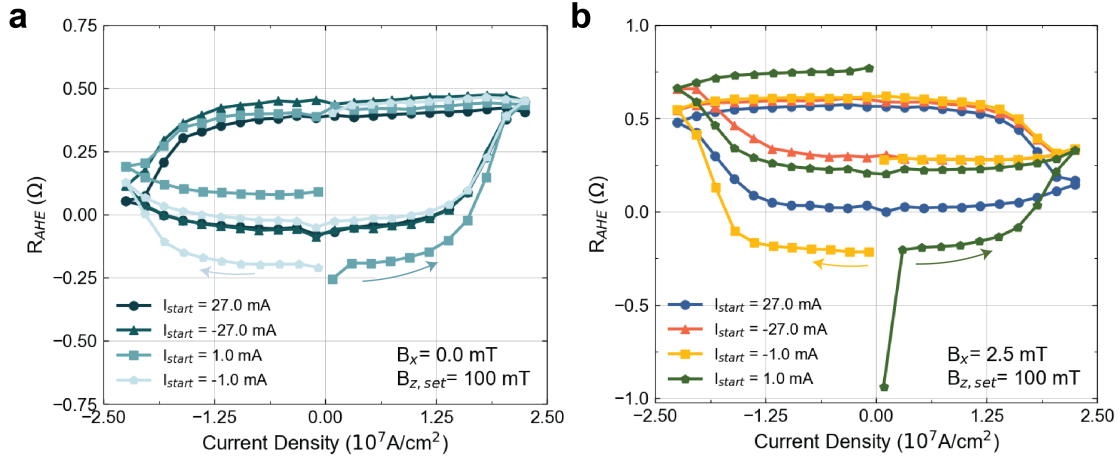 a
0.75
0.50
0.25
0.00
−0.25
−0.50
−0.75
R_AHE (Ω)
I_start = 27.0 mA
I_start = -27.0 mA
I_start = 1.0 mA
I_start = -1.0 mA
B_x= 0.0 mT
B_z, set= 100 mT
−2.50 −1.25 0.00 1.25 2.50
Current Density (10^7A/cm^2)
b
1.0
0.5
0.0
−0.5
−1.0
R_AHE (Ω)
I_start = 27.0 mA
I_start = -27.0 mA
I_start = -1.0 mA
I_start = 1.0 mA
B_x= 2.5 mT
B_z, set= 100 mT
−2.50 −1.25 0.00 1.25 2.50
Current Density (10^7A/cm^2)